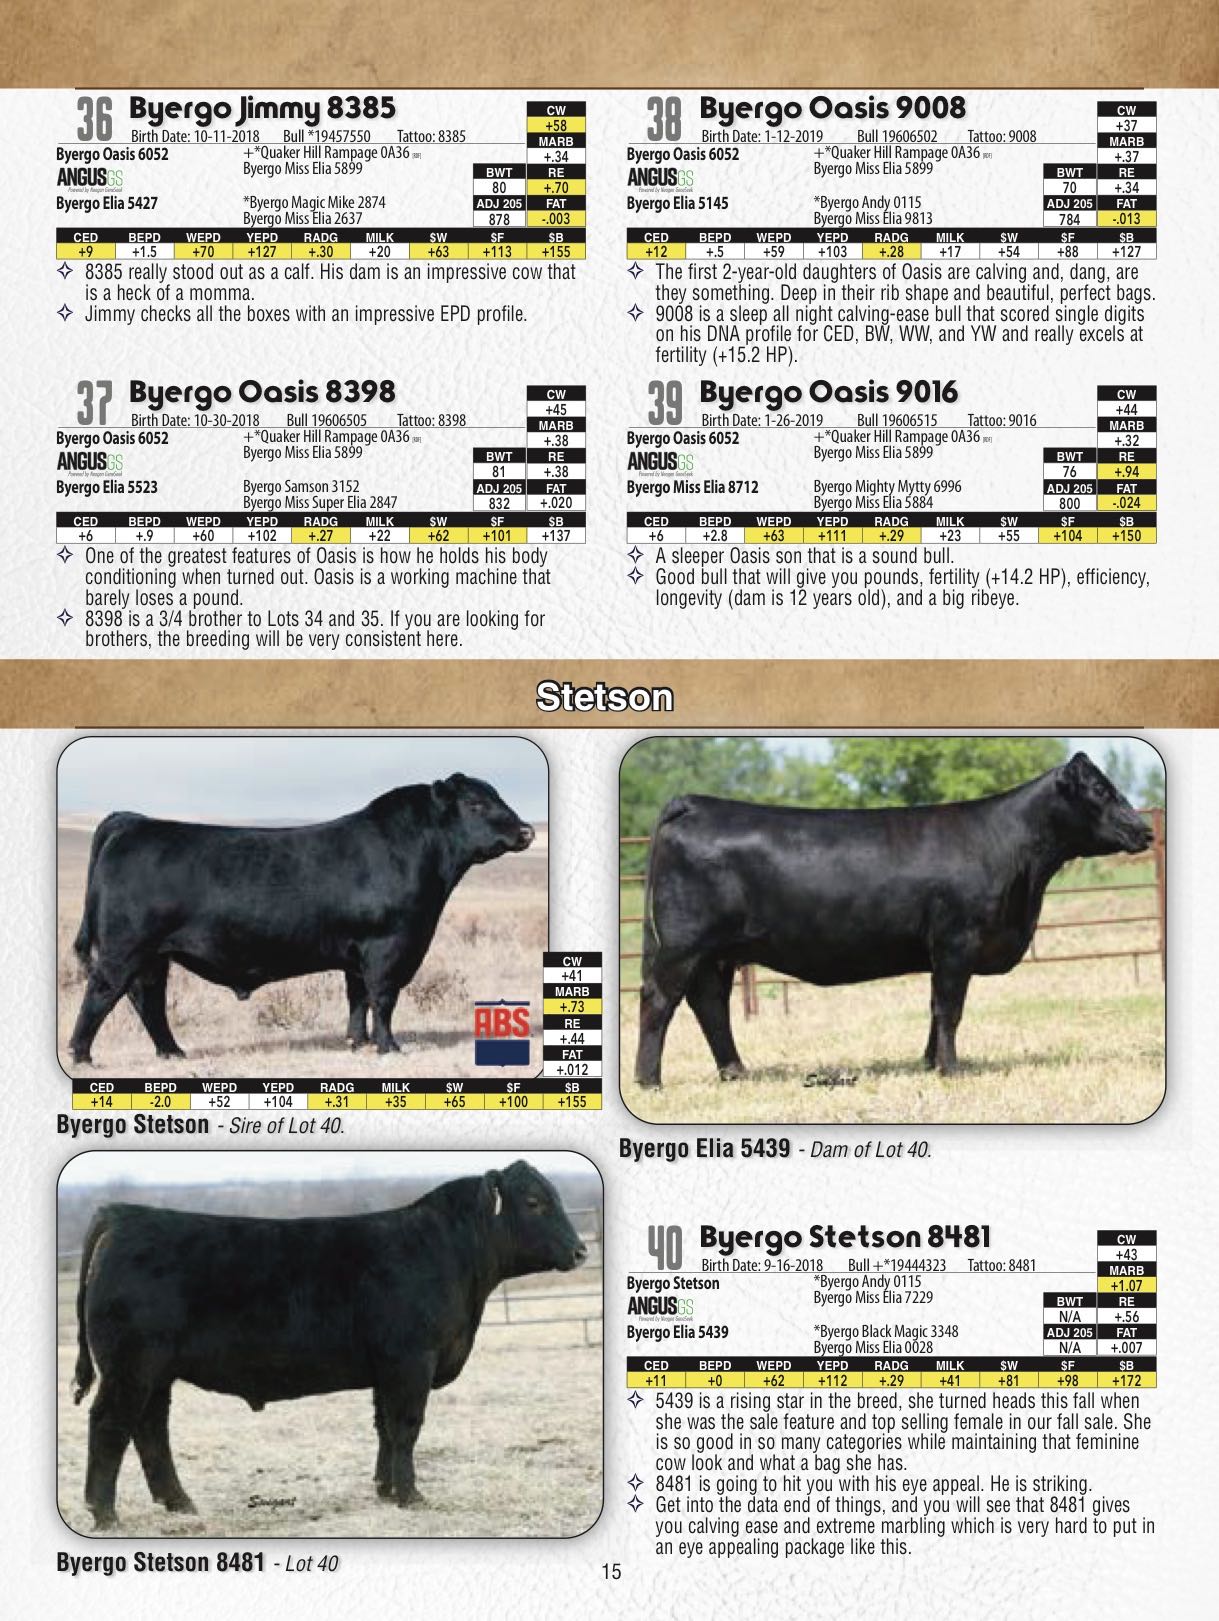 36 Byergo Jimmy 8385
Birth Date: 10-11-2018 Bull *19457550 Tattoo: 8385
Byergo Oasis 6052
+*Quaker Hill Rampage 0A36
Byergo Miss Elia 5899
ANGUSGS
Byergo Elia 5427
*Byergo Magic Mike 2874
Byergo Miss Elia 2637
CW
+58
MARB
+.34
BWT RE
80 +.70
ADJ 205 FAT
878 -.003
CED BEPD WEPD YEPD RADG MILK $W $F $B
+9 +1.5 +70 +127 +.30 +20 +63 +113 +155
8385 really stood out as a calf. His dam is an impressive cow that
is a heck of a momma.
Jimmy checks all the boxes with an impressive EPD profile.
37 Byergo Oasis 8398
Birth Date: 10-30-2018 Bull 19606505 Tattoo: 8398
Byergo Oasis 6052
+*Quaker Hill Rampage 0A36
Byergo Miss Elia 5899
ANGUSGS
Byergo Elia 5523
Byergo Samson 3152
Byergo Miss Super Elia 2847
CW
+45
MARB
+.38
BWT RE
81 +.38
ADJ 205 FAT
832 +.020
CED BEPD WEPD YEPD RADG MILK $W $F $B
+6 +.9 +60 +102 +.27 +22 +62 +101 +137
One of the greatest features of Oasis is how he holds his body
conditioning when turned out. Oasis is a working machine that
barely loses a pound.
8398 is a 3/4 brother to Lots 34 and 35. If you are looking for
brothers, the breeding will be very consistent here.
38 Byergo Oasis 9008
Birth Date: 1-12-2019 Bull 19606502 Tattoo: 9008
Byergo Oasis 6052
+*Quaker Hill Rampage 0A36
Byergo Miss Elia 5899
ANGUSGS
Byergo Elia 5145
*Byergo Andy 0115
Byergo Miss Elia 9813
CW
+37
MARB
+.37
BWT RE
70 +.34
ADJ 205 FAT
784 -.013
CED BEPD WEPD YEPD RADG MILK $W $F $B
+12 +.5 +59 +103 +.28 +17 +54 +88 +127
The first 2-year-old daughters of Oasis are calving and, dang, are
they something. Deep in their rib shape and beautiful, perfect bags.
9008 is a sleep all night calving-ease bull that scored single digits
on his DNA profile for CED, BW, WW, and YW and really excels at
fertility (+15.2 HP).
39 Byergo Oasis 9016
Birth Date: 1-26-2019 Bull 19606515 Tattoo: 9016
Byergo Oasis 6052
+*Quaker Hill Rampage 0A36
Byergo Miss Elia 5899
ANGUSGS
Byergo Miss Elia 8712
Byergo Mighty Mytty 6996
Byergo Miss Elia 5884
CW
+44
MARB
+.32
BWT RE
76 +.94
ADJ 205 FAT
800 -.024
CED BEPD WEPD YEPD RADG MILK $W $F $B
+6 +2.8 +63 +111 +.29 +23 +55 +104 +150
A sleeper Oasis son that is a sound bull.
Good bull that will give you pounds, fertility (+14.2 HP), efficiency,
longevity (dam is 12 years old), and a big ribeye.
Stetson
ABS
CW
+41
MARB
+.73
RE
+.44
FAT
+.012
CED BEPD WEPD YEPD RADG MILK $W $F $B
+14 -2.0 +52 +104 +.31 +35 +65 +100 +155
Byergo Stetson - Sire of Lot 40.
Swigart
Byergo Elia 5439 - Dam of Lot 40.
Swigart
Byergo Stetson 8481 - Lot 40
40 Byergo Stetson 8481
Birth Date: 9-16-2018 Bull +*19444323 Tattoo: 8481
Byergo Stetson
*Byergo Andy 0115
Byergo Miss Elia 7229
ANGUSGS
Byergo Elia 5439
*Byergo Black Magic 3348
Byergo Miss Elia 0028
CW
+43
MARB
+1.07
BWT RE
N/A +.56
ADJ 205 FAT
N/A +.007
CED BEPD WEPD YEPD RADG MILK $W $F $B
+11 +0 +62 +112 +.29 +41 +81 +98 +172
5439 is a rising star in the breed, she turned heads this fall when
she was the sale feature and top selling female in our fall sale. She
is so good in so many categories while maintaining that feminine
cow look and what a bag she has.
8481 is going to hit you with his eye appeal. He is striking.
Get into the data end of things, and you will see that 8481 gives
you calving ease and extreme marbling which is very hard to put in
an eye appealing package like this.
15